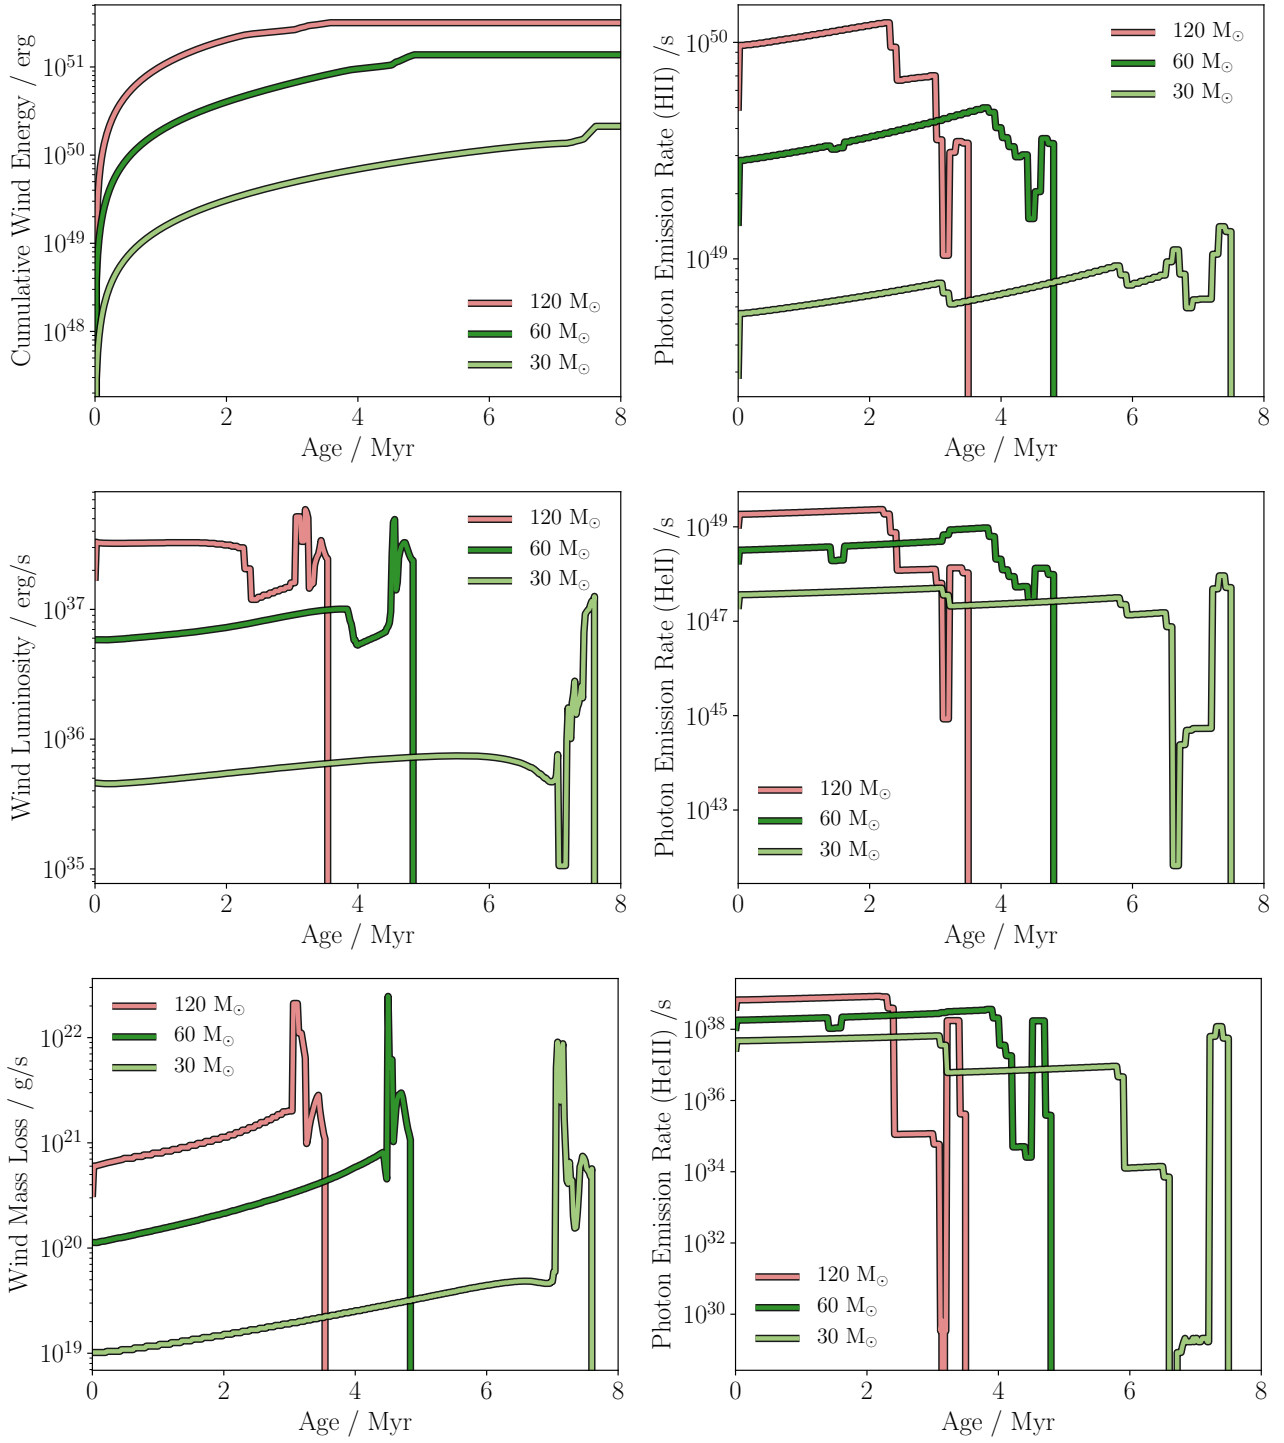 Cumulative Wind Energy / erg
10^51
10^50
10^49
10^48
120 M☉
60 M☉
30 M☉
0 2 4 6 8
Age / Myr
Photon Emission Rate (HII) /s
10^50
10^49
120 M☉
60 M☉
30 M☉
0 2 4 6 8
Age / Myr
Wind Luminosity / erg/s
10^37
10^36
10^35
120 M☉
60 M☉
30 M☉
0 2 4 6 8
Age / Myr
Photon Emission Rate (HeII) /s
10^49
10^47
10^45
10^43
120 M☉
60 M☉
30 M☉
0 2 4 6 8
Age / Myr
Wind Mass Loss / g/s
10^22
10^21
10^20
10^19
120 M☉
60 M☉
30 M☉
0 2 4 6 8
Age / Myr
Photon Emission Rate (HeIII) /s
10^38
10^36
10^34
10^32
10^30
120 M☉
60 M☉
30 M☉
0 2 4 6 8
Age / Myr